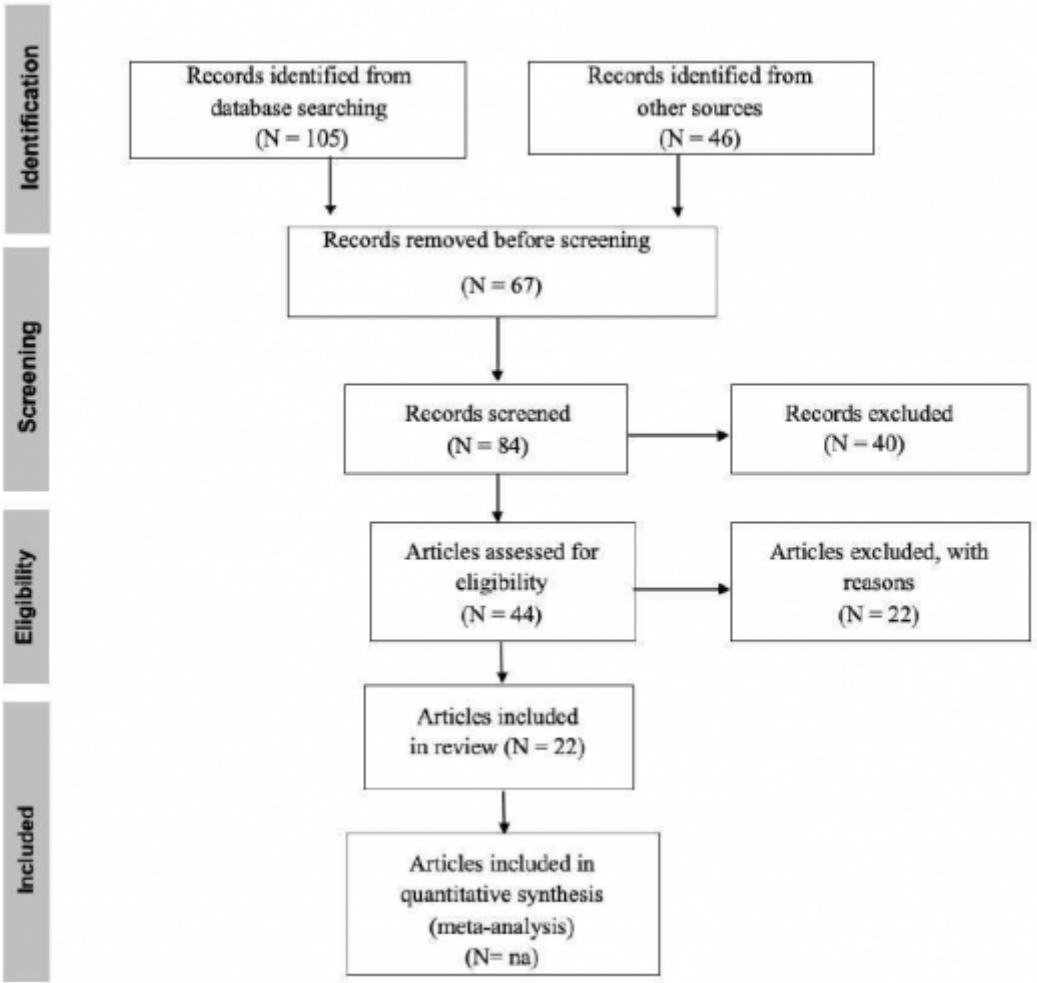 Identification
Records identified from
database searching
(N = 105)
Records identified from
other sources
(N = 46)
Screening
Records removed before screening
(N = 67)
Records screened
(N = 84)
Records excluded
(N = 40)
Eligibility
Articles assessed for
eligibility
(N = 44)
Articles excluded, with
reasons
(N = 22)
Included
Articles included
in review (N = 22)
Articles included in
quantitative synthesis
(meta-analysis)
(N= na)